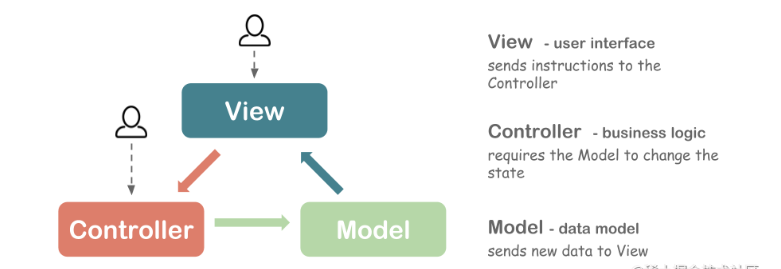 View
Controller
Model
View - user interface
sends instructions to the
Controller
Controller - business logic
requires the Model to change the
state
Model - data model
sends new data to View